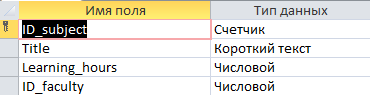 Имя поля Тип данных
ID_subject Счетчик
Title Короткий текст
Learning_hours Числовой
ID_faculty Числовой